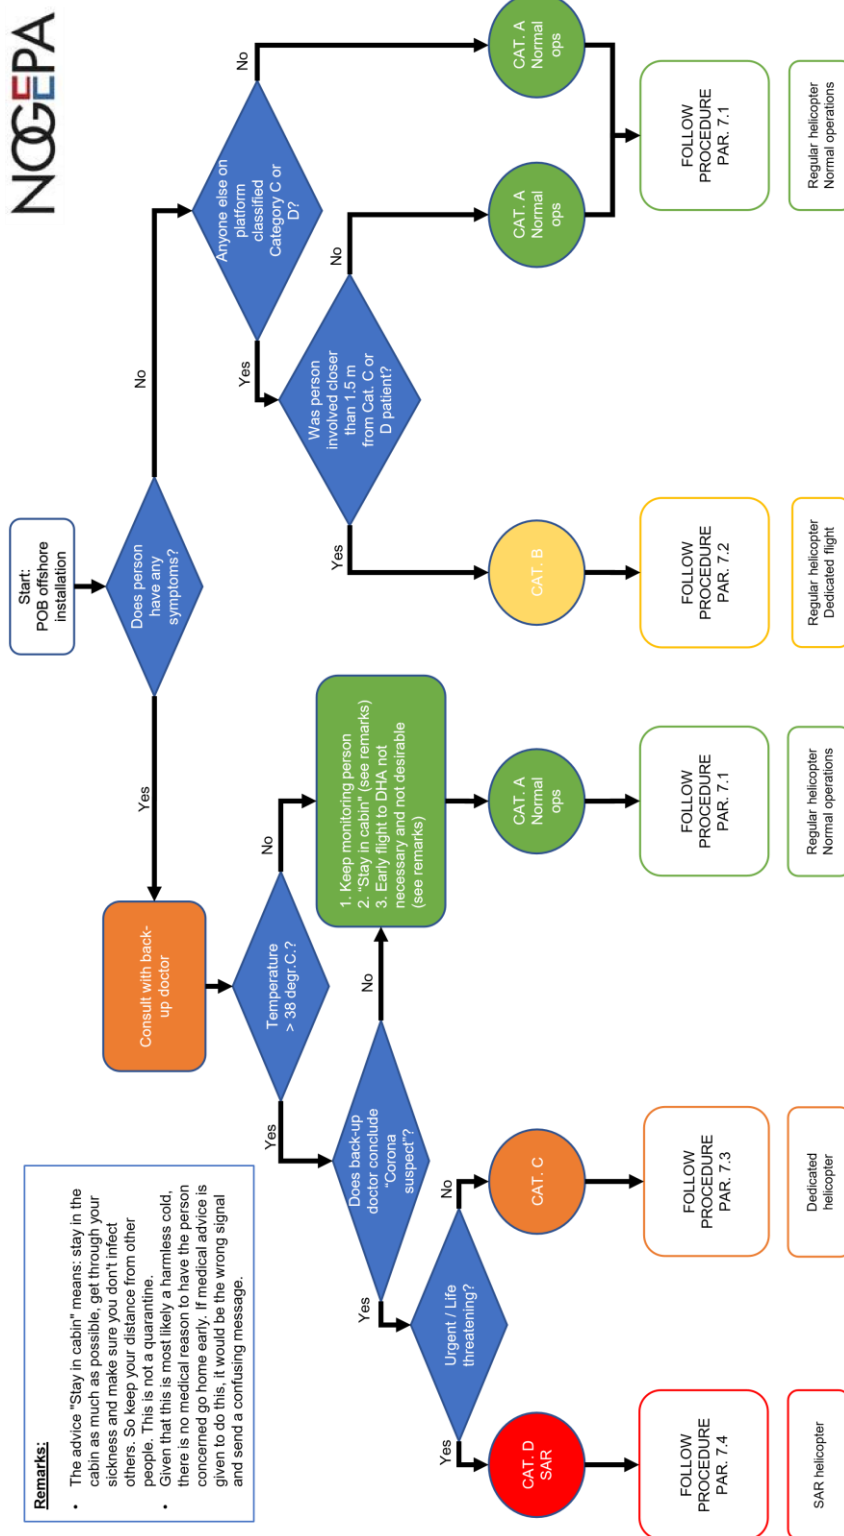 NOGEPA
Start:
POB offshore
installation
Does person
have any
symptoms?
Yes
No
Remarks:
• The advice "Stay in cabin" means: stay in the
cabin as much as possible, get through your
sickness and make sure you don't infect
others. So keep your distance from other
people. This is not a quarantine.
• Given that this is most likely a harmless cold,
there is no medical reason to have the person
concerned go home early. If medical advice is
given to do this, it would be the wrong signal
and send a confusing message.
Consult with back-
up doctor
Temperature
> 38 degr.C.?
Yes
No
Does back-up
doctor conclude
“Corona
suspect”?
Yes
No
Urgent / Life
threatening?
Yes
No
1. Keep monitoring person
2. "Stay in cabin" (see remarks)
3. Early flight to DHA not
necessary and not desirable
(see remarks)
Anyone else on
platform
classified
Category C or
D?
Yes
No
Was person
involved closer
than 1.5 m
from Cat. C or
D patient?
Yes
No
CAT. D
SAR
CAT. C
CAT. A
Normal
ops
CAT. B
CAT. A
Normal
ops
CAT. A
Normal
ops
FOLLOW
PROCEDURE
PAR. 7.4
FOLLOW
PROCEDURE
PAR. 7.3
FOLLOW
PROCEDURE
PAR. 7.1
FOLLOW
PROCEDURE
PAR. 7.2
FOLLOW
PROCEDURE
PAR. 7.1
SAR helicopter
Dedicated
helicopter
Regular helicopter
Normal operations
Regular helicopter
Dedicated flight
Regular helicopter
Normal operations